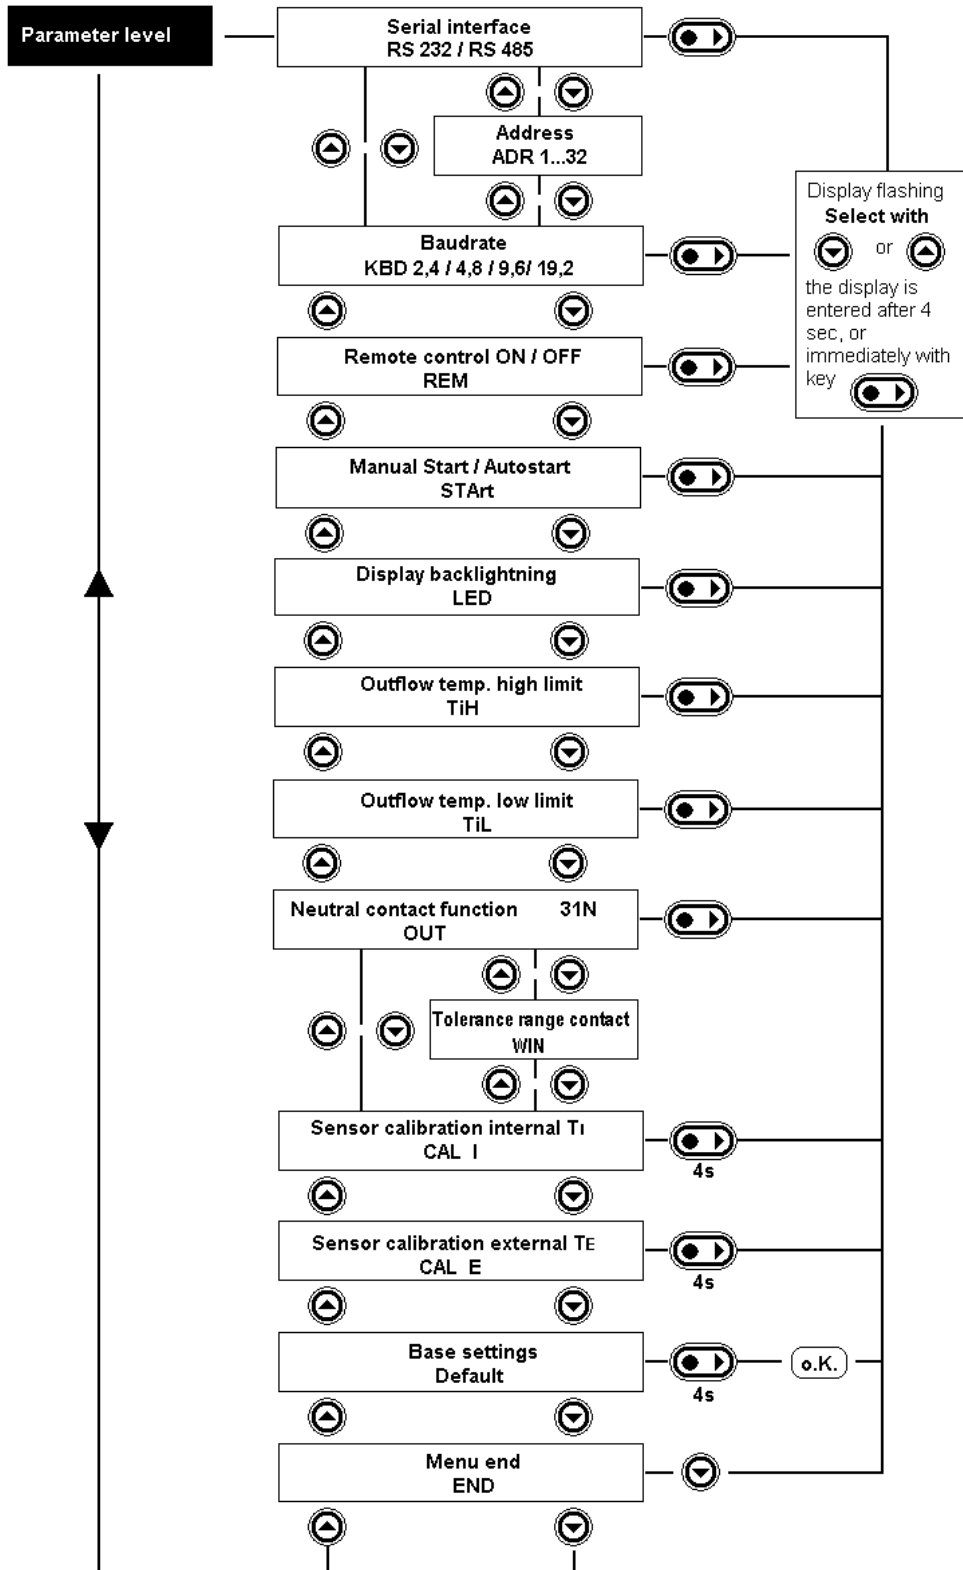 Parameter level
Serial interface
RS 232 / RS 485
Address
ADR 1...32
Baudrate
KBD 2,4 / 4,8 / 9,6/ 19,2
Display flashing
Select with
or
the display is
entered after 4
sec, or
immediately with
key
Remote control ON / OFF
REM
Manual Start / Autostart
STArt
Display backlightning
LED
Outflow temp. high limit
TiH
Outflow temp. low limit
TiL
Neutral contact function 31N
OUT
Tolerance range contact
WIN
Sensor calibration internal TI
CAL I
4s
Sensor calibration external TE
CAL E
4s
Base settings
Default
4s
o.K.
Menu end
END